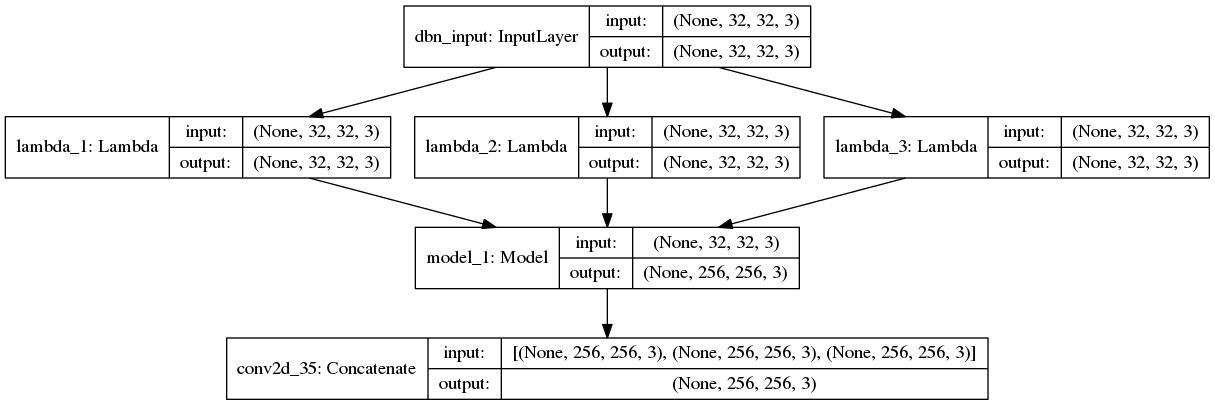 dbn_input: InputLayer
input: (None, 32, 32, 3)
output: (None, 32, 32, 3)
lambda_1: Lambda
input: (None, 32, 32, 3)
output: (None, 32, 32, 3)
lambda_2: Lambda
input: (None, 32, 32, 3)
output: (None, 32, 32, 3)
lambda_3: Lambda
input: (None, 32, 32, 3)
output: (None, 32, 32, 3)
model_1: Model
input: (None, 32, 32, 3)
output: (None, 256, 256, 3)
conv2d_35: Concatenate
input: [(None, 256, 256, 3), (None, 256, 256, 3), (None, 256, 256, 3)]
output: (None, 256, 256, 3)